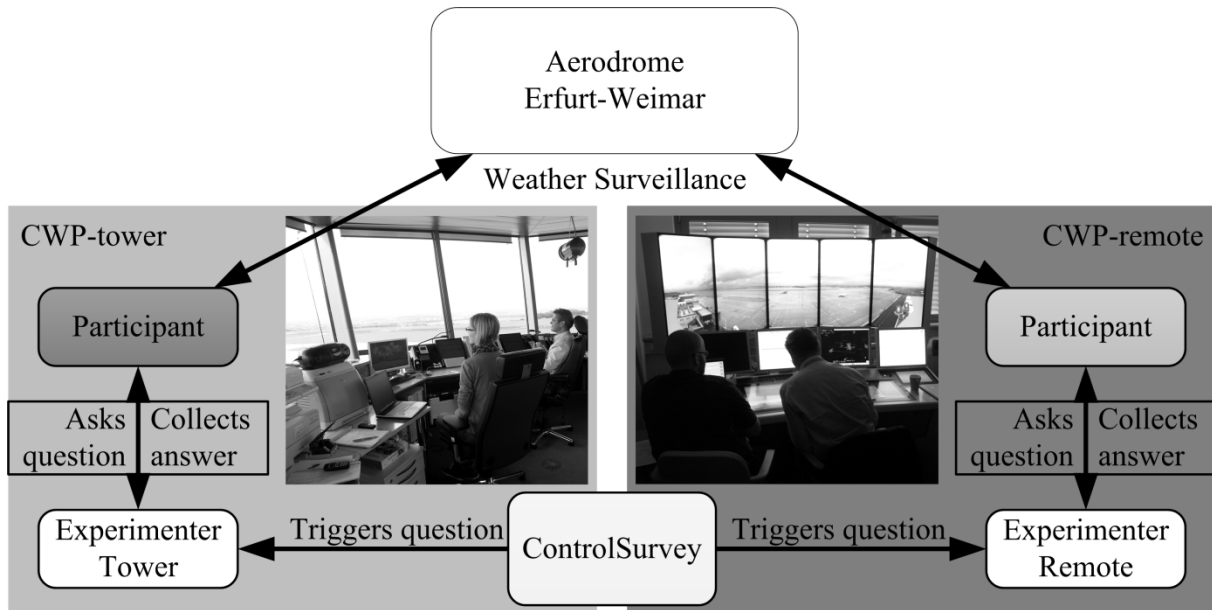 Aerodrome
Erfurt-Weimar
Weather Surveillance
CWP-tower
CWP-remote
Participant
Participant
Asks
question
Collects
answer
Asks
question
Collects
answer
Experimenter
Tower
Triggers question
ControlSurvey
Triggers question
Experimenter
Remote